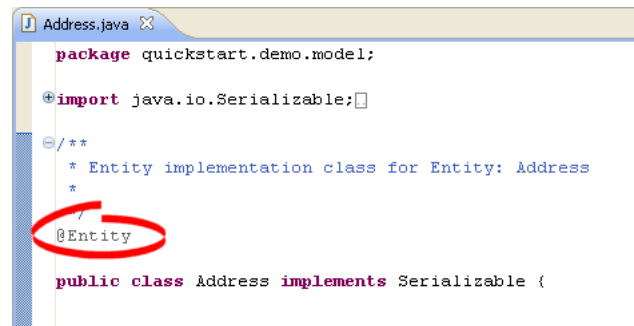 Address.java
package quickstart.demo.model;
import java.io.Serializable;
/**
* Entity implementation class for Entity: Address
*
*/
@Entity
public class Address implements Serializable {